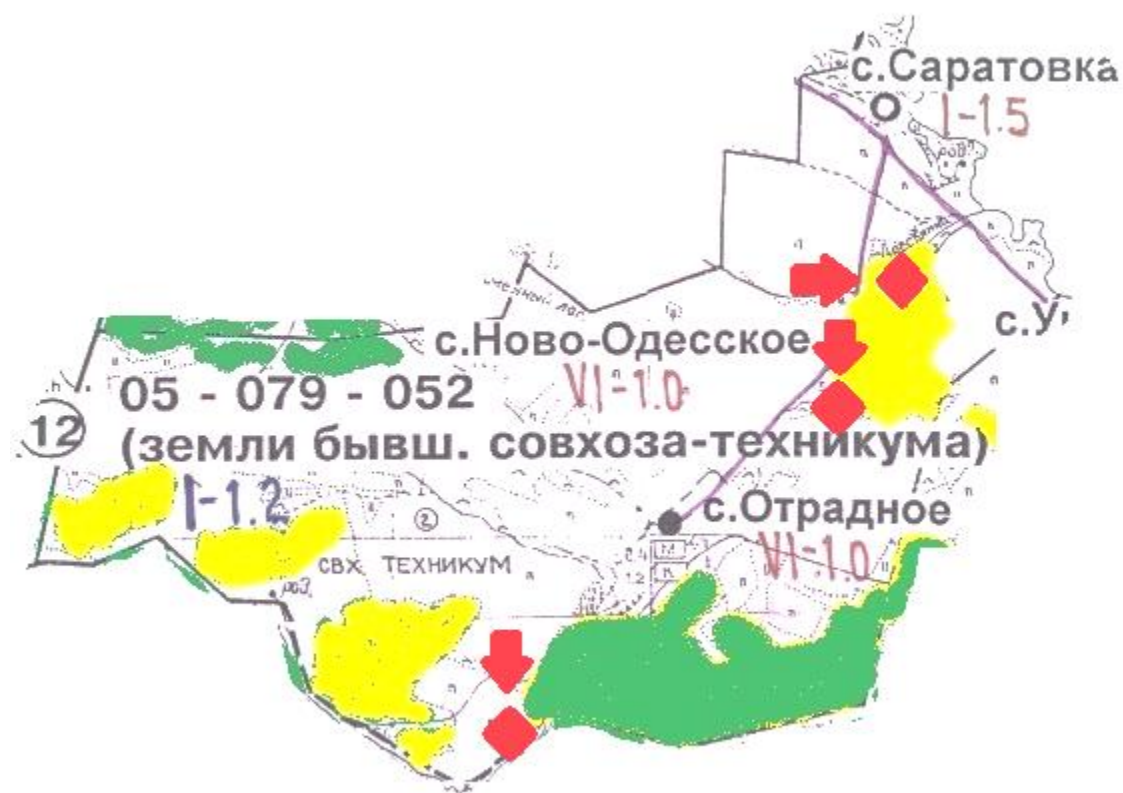 с.Саратовка
I-1.5
с.У
с.Ново-Одесское
VI-1.0
05 - 079 - 052
12
(земли бывш. совхоза-техникума)
I-1.2
2
с.Отрадное
VI-1.0
СВХ ТЕХНИКУМ